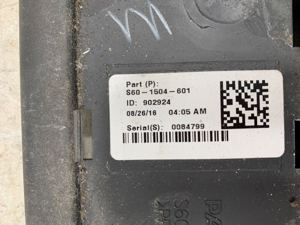 M
Part (P):
S60-1504-601
ID: 902924
08/26/16 04:05 AM
Serial(S): 0084799